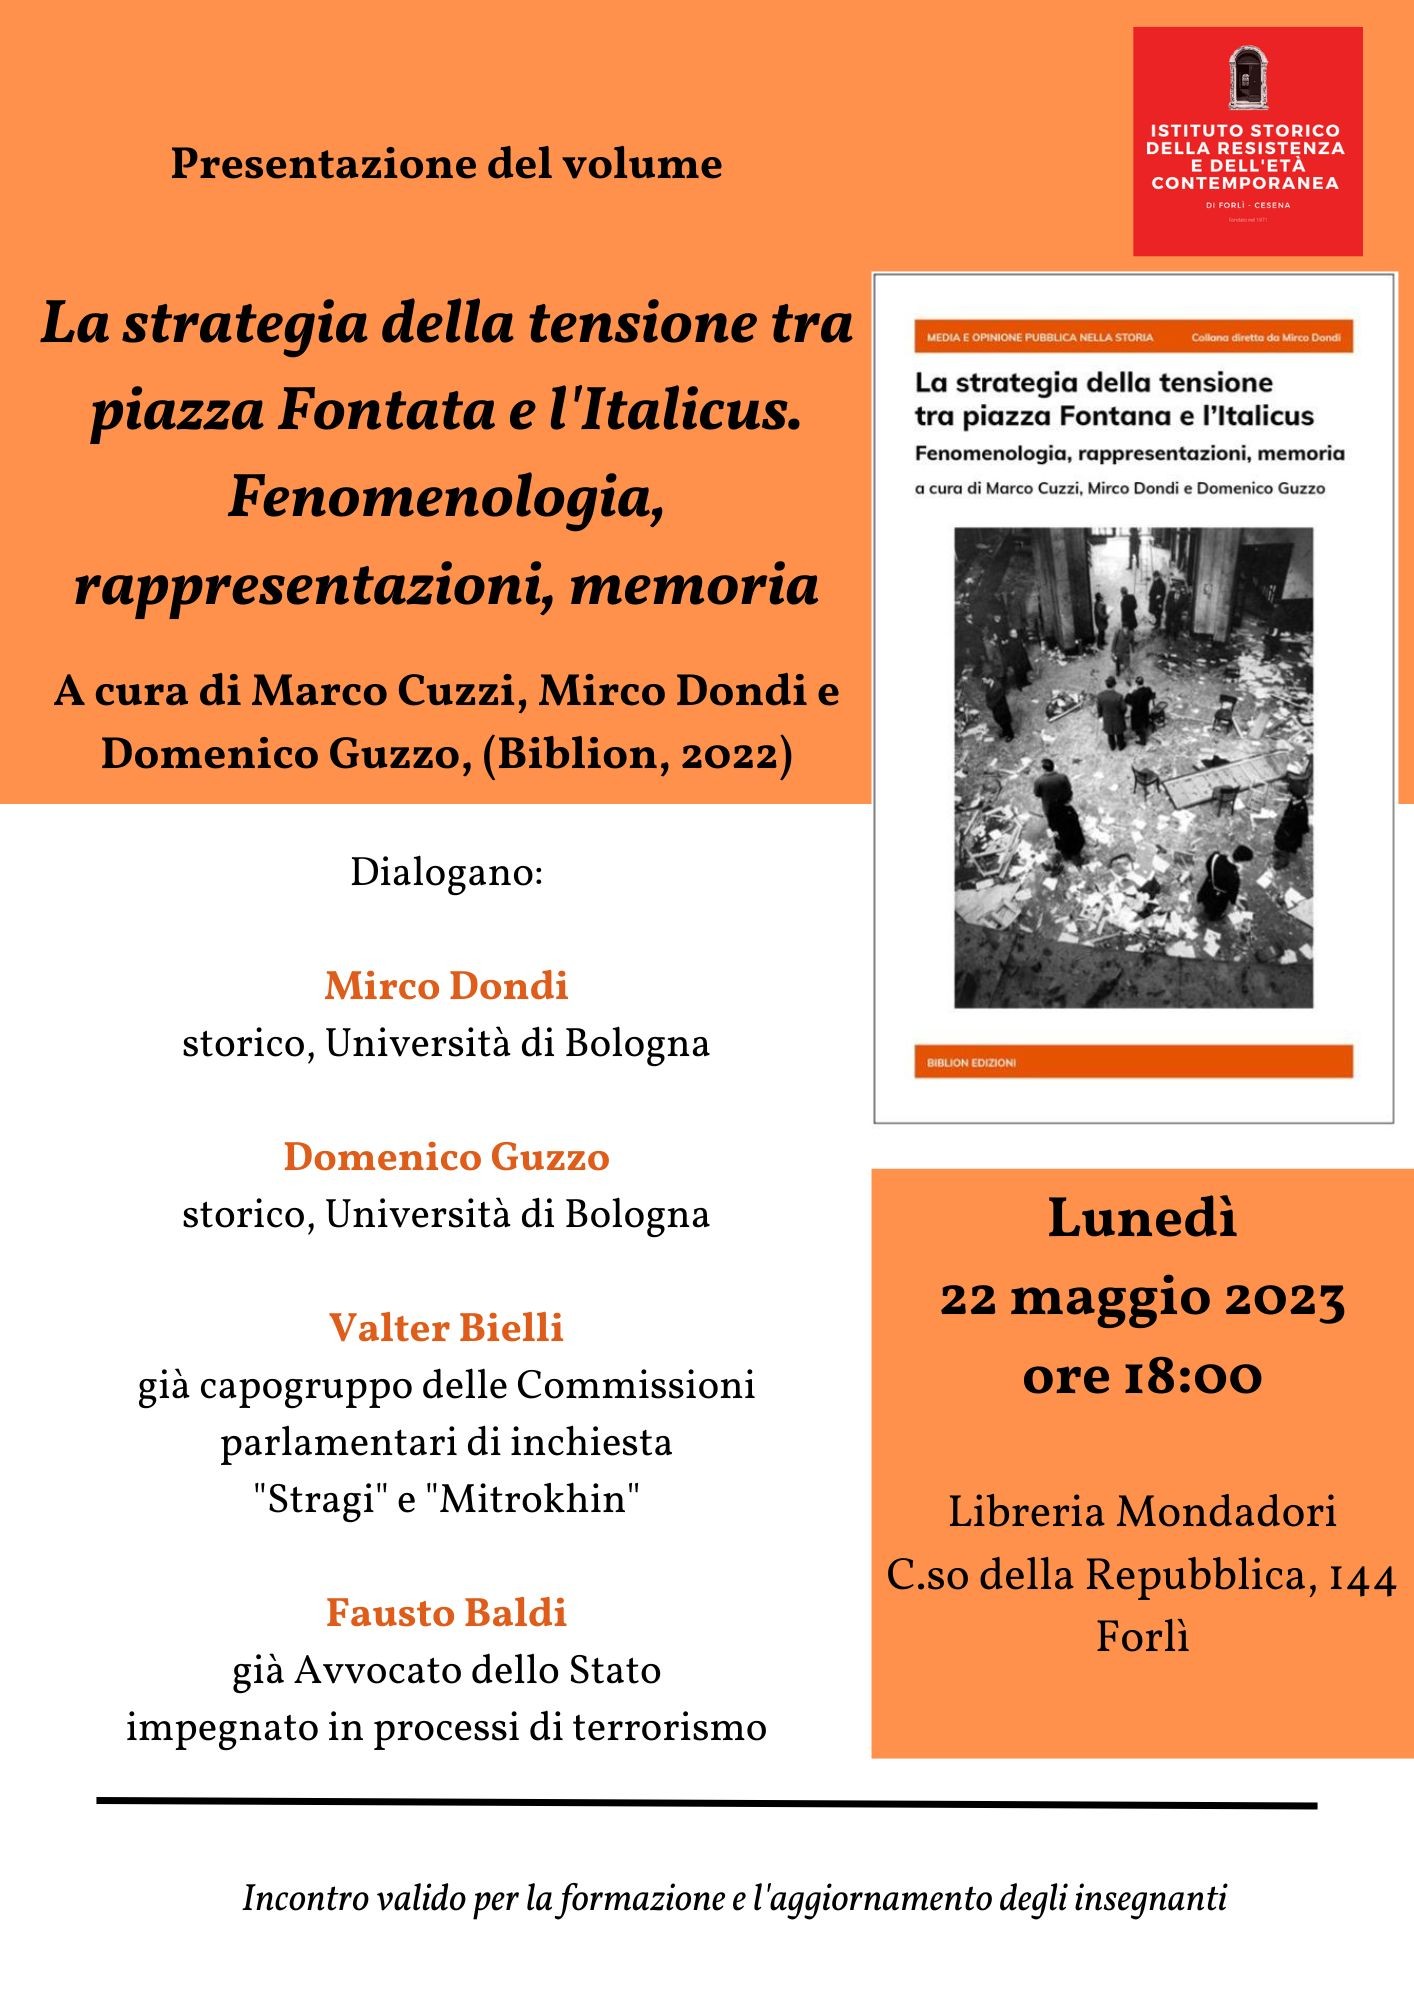 ISTITUTO STORICO
DELLA RESISTENZA
E DELL'ETÀ
CONTEMPORANEA
DI FORLÌ - CESENA
Fondato nel 1971
Presentazione del volume
La strategia della tensione tra
piazza Fontata e l'Italicus.
Fenomenologia,
rappresentazioni, memoria
A cura di Marco Cuzzi, Mirco Dondi e
Domenico Guzzo, (Biblion, 2022)
MEDIA E OPINIONE PUBBLICA NELLA STORIA Collana diretta da Mirco Dondi
La strategia della tensione
tra piazza Fontana e l’Italicus
Fenomenologia, rappresentazioni, memoria
a cura di Marco Cuzzi, Mirco Dondi e Domenico Guzzo
BIBLION EDIZIONI
Dialogano:
Mirco Dondi
storico, Università di Bologna
Domenico Guzzo
storico, Università di Bologna
Valter Bielli
già capogruppo delle Commissioni
parlamentari di inchiesta
"Stragi" e "Mitrokhin"
Fausto Baldi
già Avvocato dello Stato
impegnato in processi di terrorismo
Lunedì
22 maggio 2023
ore 18:00
Libreria Mondadori
C.so della Repubblica, 144
Forlì
Incontro valido per la formazione e l'aggiornamento degli insegnanti